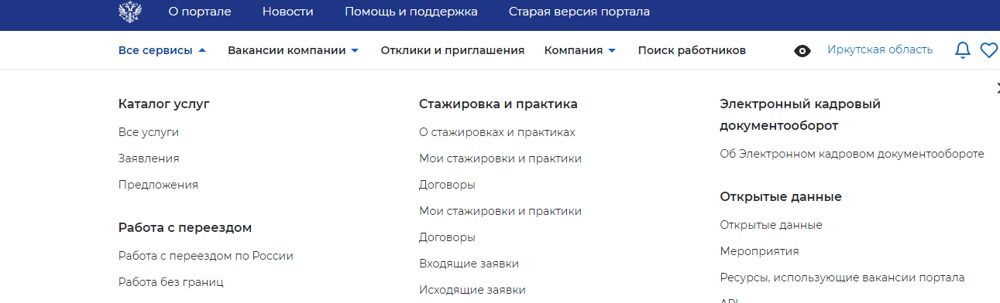 О портале Новости Помощь и поддержка Старая версия портала
Все сервисы Вакансии компании Отклики и приглашения Компания Поиск работников Иркутская область
Каталог услуг
Все услуги
Заявления
Предложения
Работа с переездом
Работа с переездом по России
Работа без границ
Стажировка и практика
О стажировках и практиках
Мои стажировки и практики
Договоры
Мои стажировки и практики
Договоры
Входящие заявки
Исходящие заявки
Электронный кадровый
документооборот
Об Электронном кадровом документообороте
Открытые данные
Открытые данные
Мероприятия
Ресурсы, использующие вакансии портала